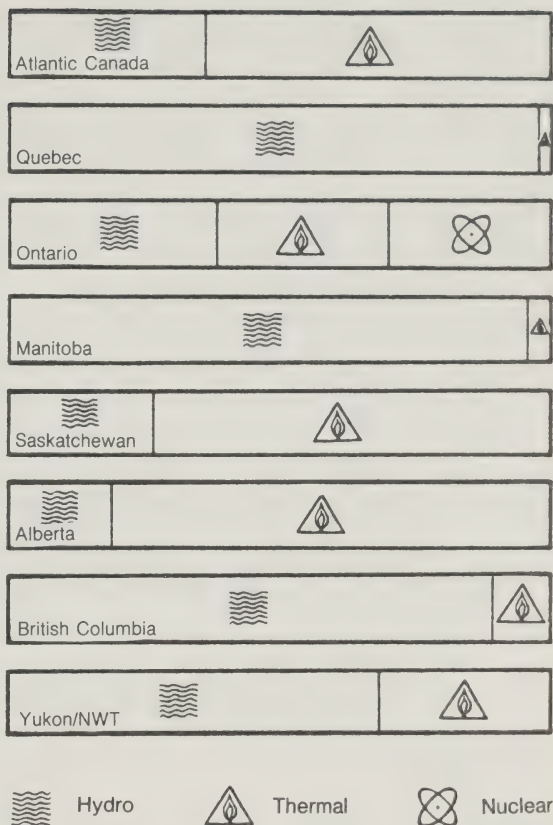 Atlantic Canada
Quebec
Ontario
Manitoba
Saskatchewan
Alberta
British Columbia
Yukon/NWT
Hydro Thermal Nuclear